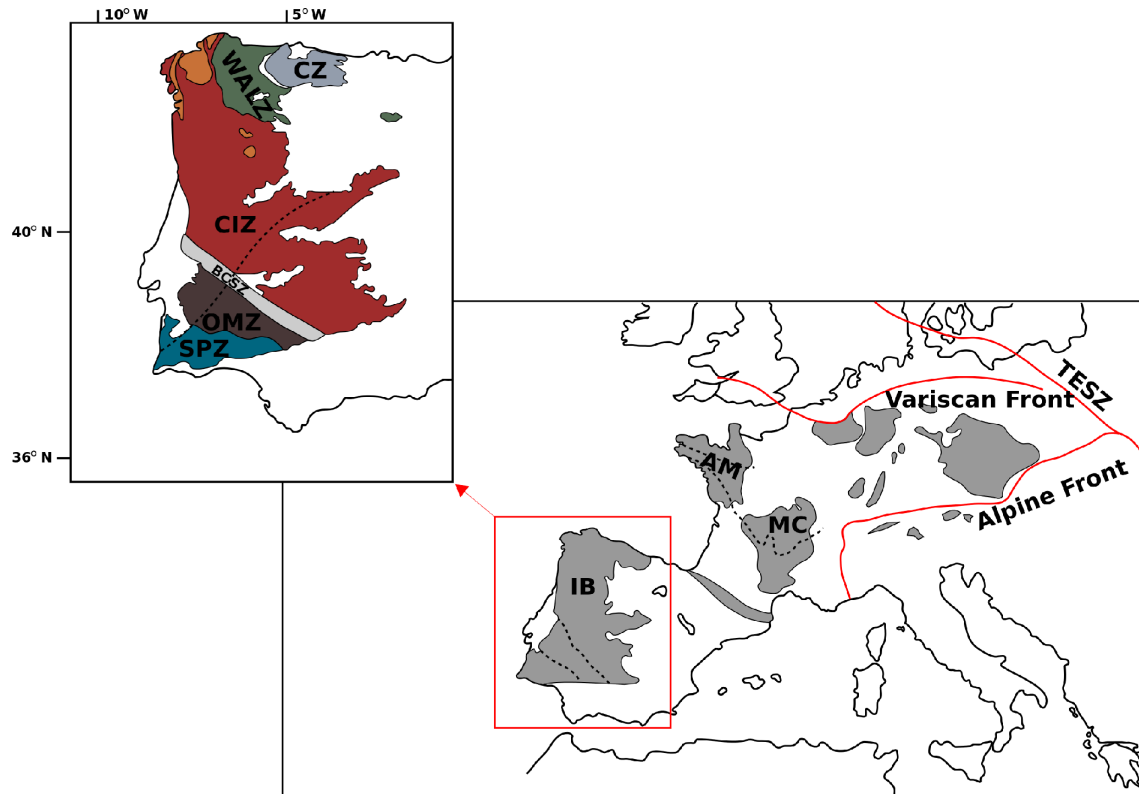 10° W
5° W
40° N
36° N
WALZ
CZ
CIZ
BCSZ
OMZ
SPZ
TESZ
Variscan Front
Alpine Front
AM
MC
IB